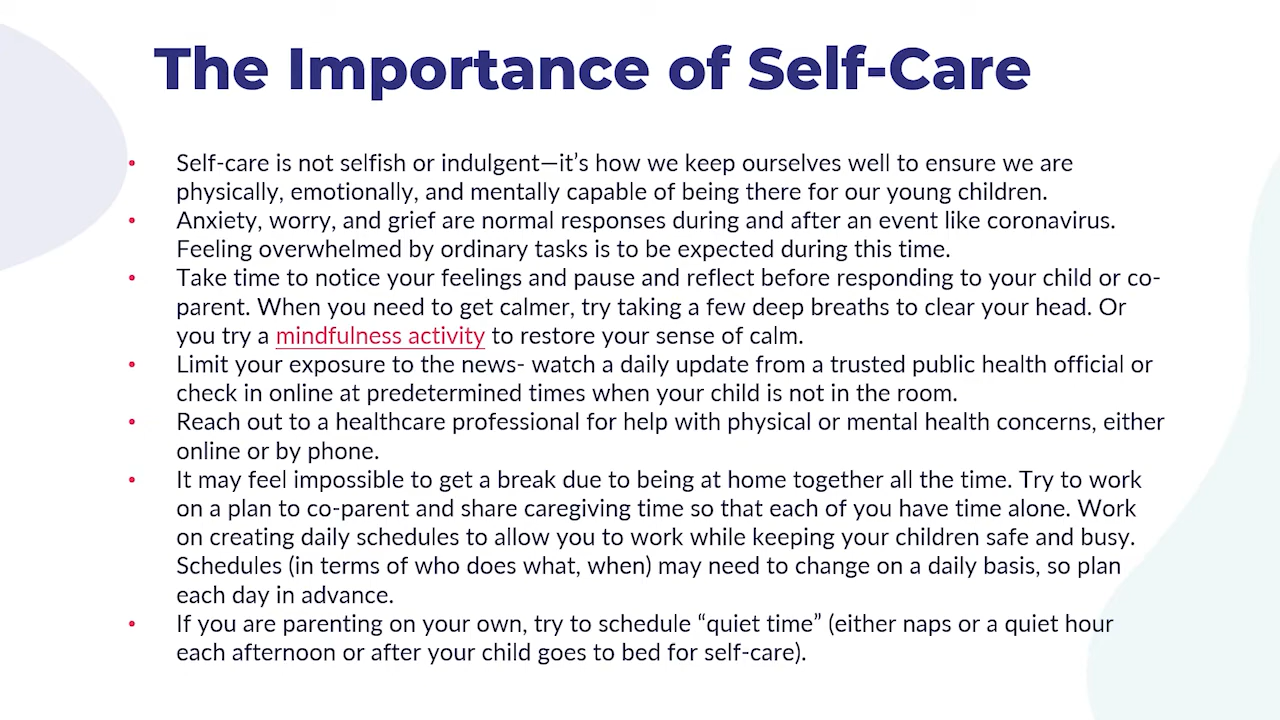 The Importance of Self-Care
• Self-care is not selfish or indulgent—it’s how we keep ourselves well to ensure we are
physically, emotionally, and mentally capable of being there for our young children.
• Anxiety, worry, and grief are normal responses during and after an event like coronavirus.
Feeling overwhelmed by ordinary tasks is to be expected during this time.
• Take time to notice your feelings and pause and reflect before responding to your child or co-
parent. When you need to get calmer, try taking a few deep breaths to clear your head. Or
you try a mindfulness activity to restore your sense of calm.
• Limit your exposure to the news- watch a daily update from a trusted public health official or
check in online at predetermined times when your child is not in the room.
• Reach out to a healthcare professional for help with physical or mental health concerns, either
online or by phone.
• It may feel impossible to get a break due to being at home together all the time. Try to work
on a plan to co-parent and share caregiving time so that each of you have time alone. Work
on creating daily schedules to allow you to work while keeping your children safe and busy.
Schedules (in terms of who does what, when) may need to change on a daily basis, so plan
each day in advance.
• If you are parenting on your own, try to schedule “quiet time” (either naps or a quiet hour
each afternoon or after your child goes to bed for self-care).